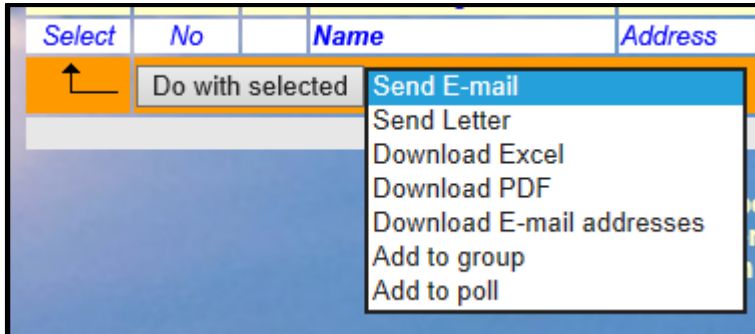 Select No Name Address
Do with selected Send E-mail
Send Letter
Download Excel
Download PDF
Download E-mail addresses
Add to group
Add to poll